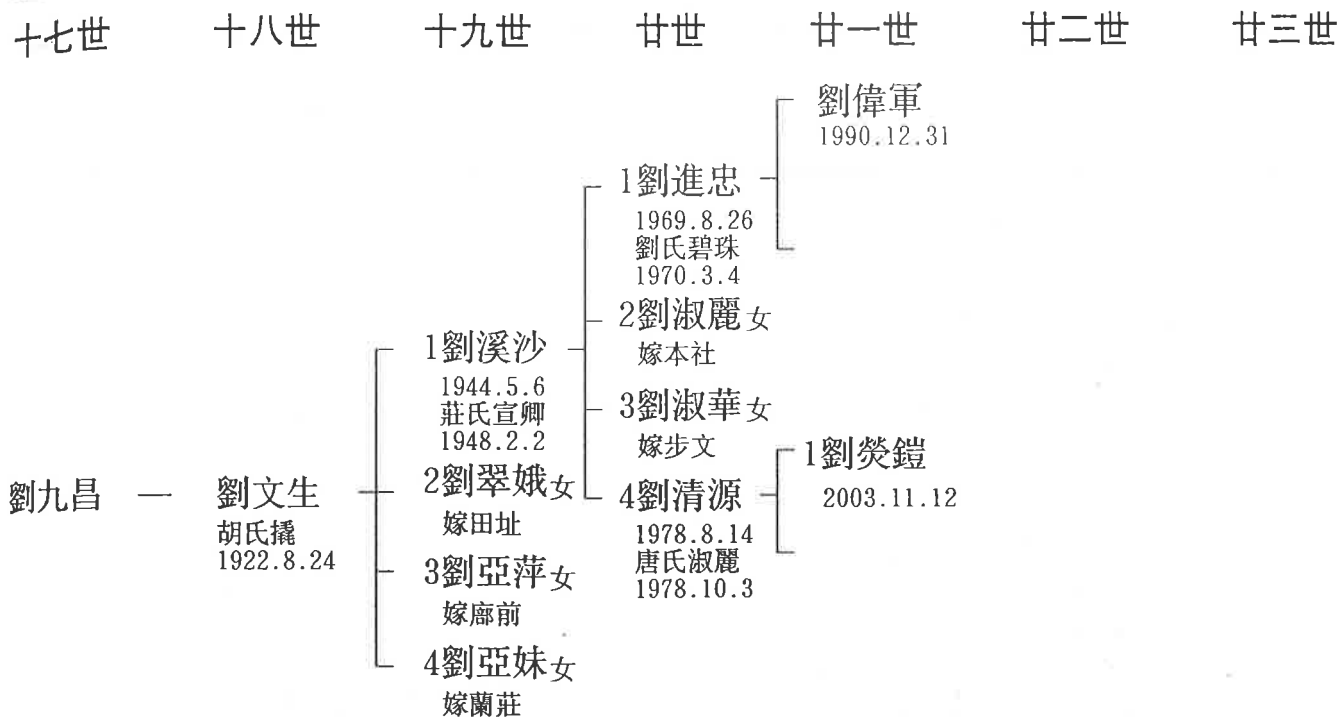 十七世 十八世 十九世 廿世 廿一世 廿二世 廿三世
劉偉軍
1990.12.31
1劉進忠
1969.8.26
劉氏碧珠
1970.3.4
2劉淑麗女
嫁本社
1劉溪沙
1944.5.6
莊氏宣卿
1948.2.2
3劉淑華女
嫁步文
1劉熒鎧
2003.11.12
劉九昌 — 劉文生
胡氏撬
1922.8.24
2劉翠娥女
嫁田址
4劉清源
1978.8.14
唐氏淑麗
1978.10.3
3劉亞萍女
嫁廍前
4劉亞妹女
嫁蘭莊